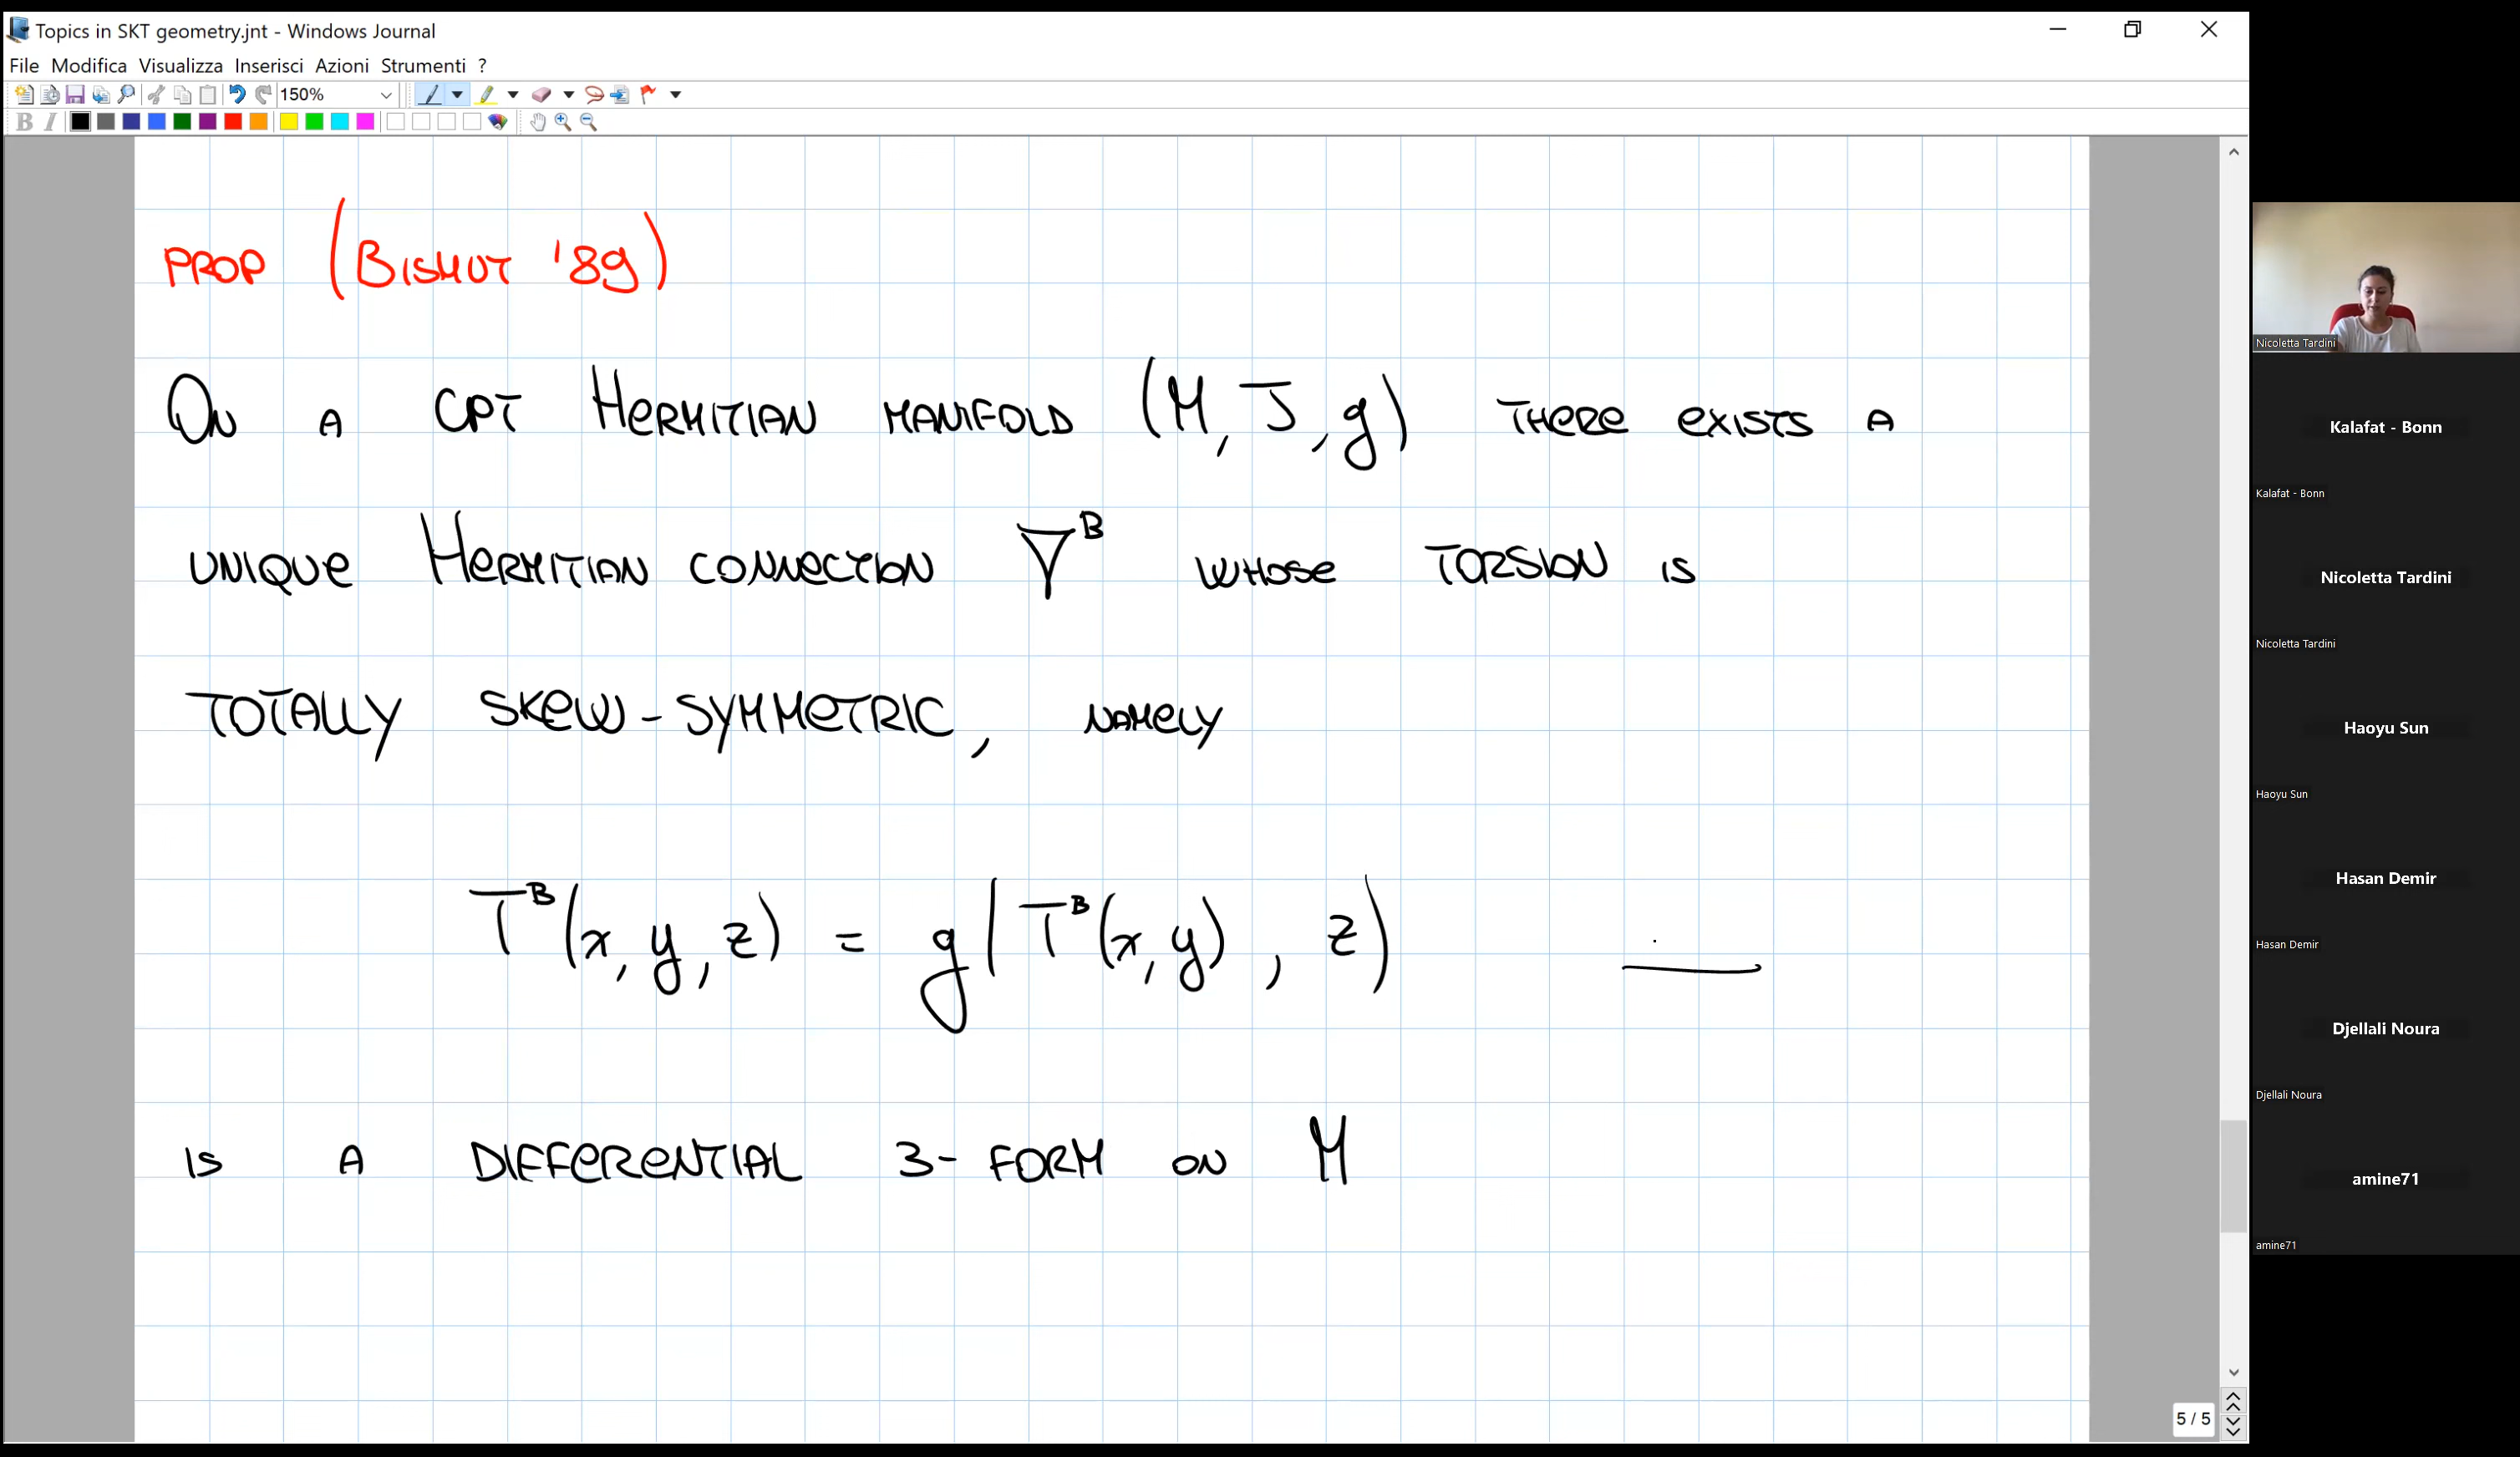 Topics in SKT geometry.jnt - Windows Journal
File Modifica Visualizza Inserisci Azioni Strumenti ?
150%
B I
PROP (BISMUT '89)
ON A CPT HERMITIAN MANIFOLD (M, J, g) THERE EXISTS A
UNIQUE HERMITIAN CONNECTION ∇^B WHOSE TORSION IS
TOTALLY SKEW-SYMMETRIC, NAMELY
T^B(x, y, z) = g(T^B(x, y), z)
IS A DIFFERENTIAL 3-FORM ON M
5 / 5
Nicoletta Tardini
Kalafat - Bonn
Kalafat - Bonn
Nicoletta Tardini
Nicoletta Tardini
Haoyu Sun
Haoyu Sun
Hasan Demir
Hasan Demir
Djellali Noura
Djellali Noura
amine71
amine71